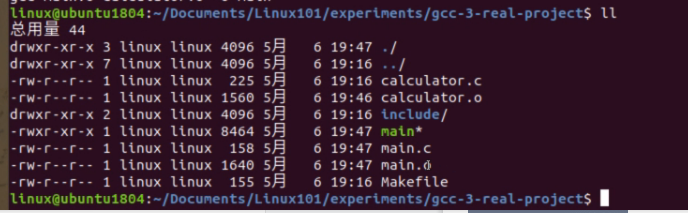 linux@ubuntu1804:~/Documents/Linux101/experiments/gcc-3-real-project$ ll
总用量 44
drwxr-xr-x 3 linux linux 4096 5月   6 19:47 ./
drwxr-xr-x 7 linux linux 4096 5月   6 19:16 ../
-rw-r--r-- 1 linux linux  225 5月   6 19:16 calculator.c
-rw-r--r-- 1 linux linux 1560 5月   6 19:46 calculator.o
drwxr-xr-x 2 linux linux 4096 5月   6 19:16 include/
-rwxr-xr-x 1 linux linux 8464 5月   6 19:47 main*
-rw-r--r-- 1 linux linux  158 5月   6 19:47 main.c
-rw-r--r-- 1 linux linux 1640 5月   6 19:47 main.o
-rw-r--r-- 1 linux linux  155 5月   6 19:16 Makefile
linux@ubuntu1804:~/Documents/Linux101/experiments/gcc-3-real-project$